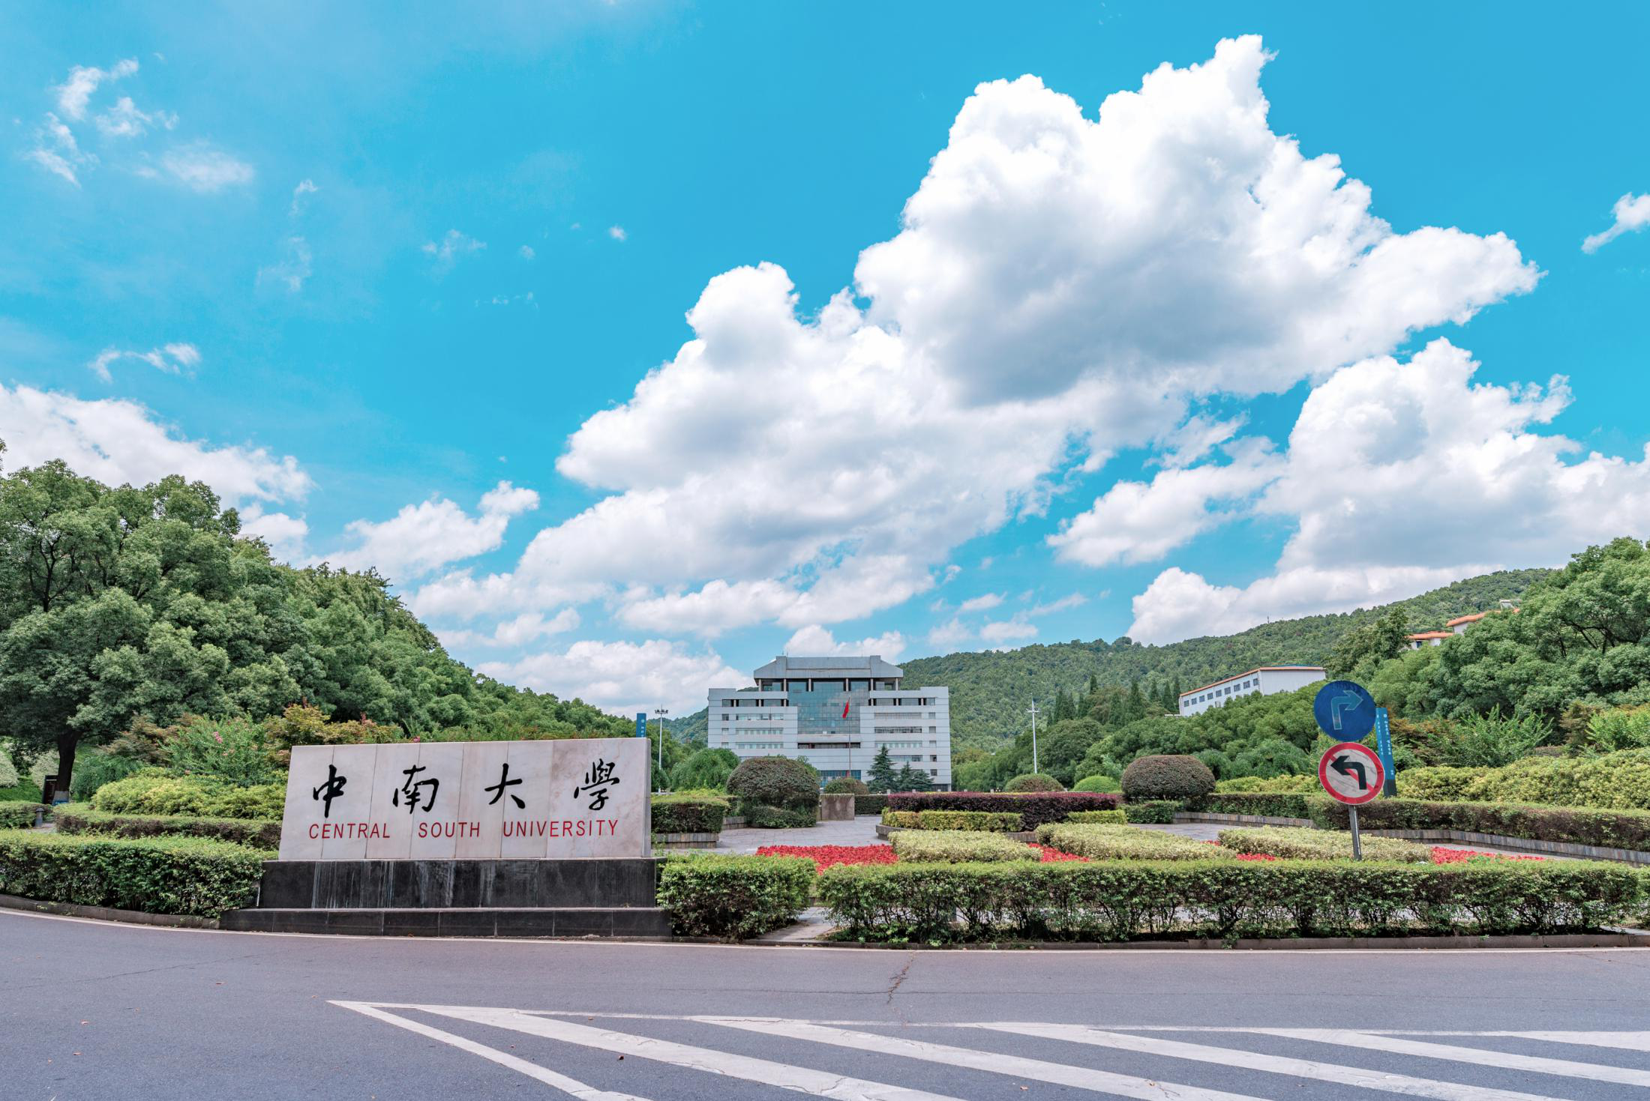 中南大學
CENTRAL SOUTH UNIVERSITY